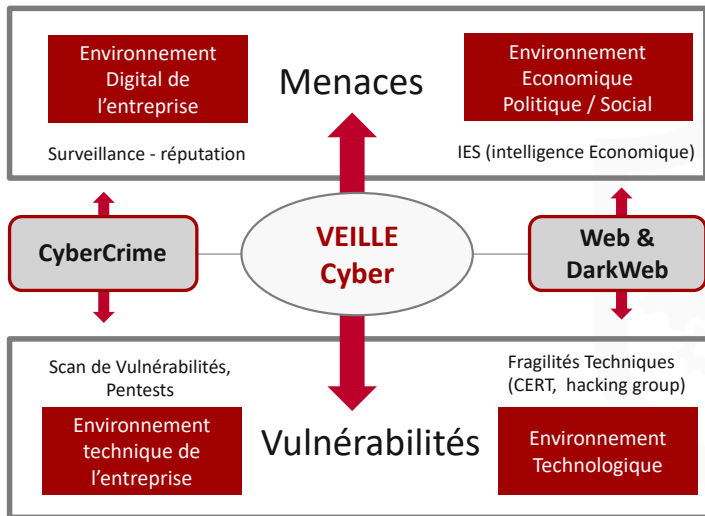 Environnement
Digital de
l’entreprise
Menaces
Environnement
Economique
Politique / Social
Surveillance - réputation
IES (intelligence Economique)
CyberCrime
VEILLE
Cyber
Web &
DarkWeb
Scan de Vulnérabilités,
Pentests
Fragilités Techniques
(CERT, hacking group)
Environnement
technique de
l’entreprise
Vulnérabilités
Environnement
Technologique